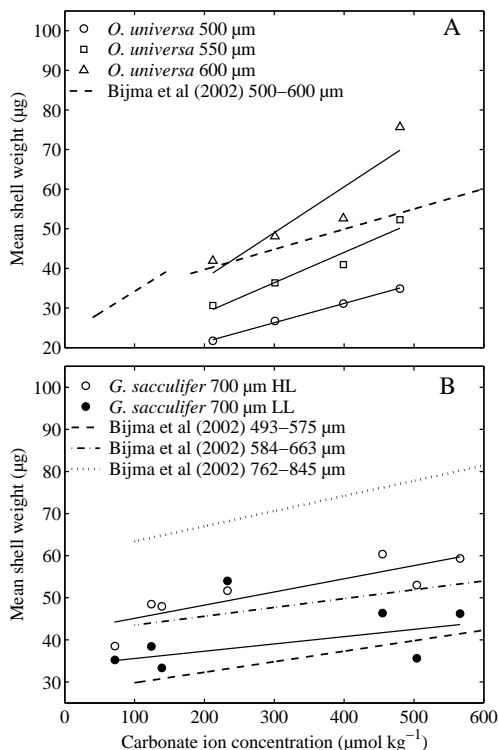 105
A
O. universa 500 μm
O. universa 550 μm
O. universa 600 μm
Bijma et al (2002) 500–600 μm
90
80
70
60
50
40
30
20
Mean shell weight (μg)
105
B
G. sacculifer 700 μm HL
G. sacculifer 700 μm LL
Bijma et al (2002) 493–575 μm
Bijma et al (2002) 584–663 μm
Bijma et al (2002) 762–845 μm
90
80
70
60
50
40
30
Mean shell weight (μg)
0 100 200 300 400 500 600
Carbonate ion concentration (μmol kg⁻¹)